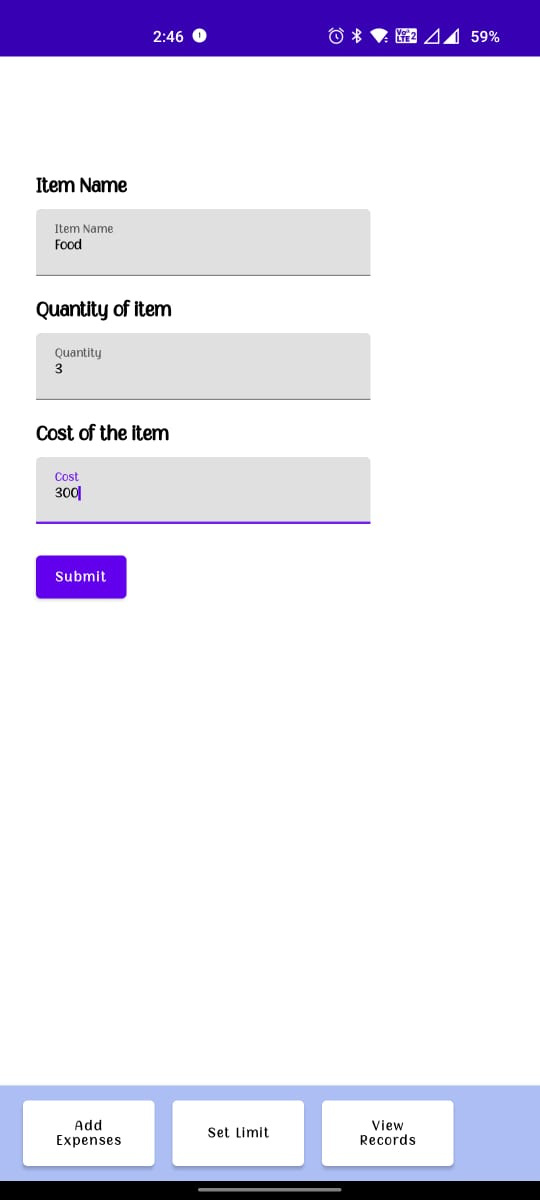 2:46
59%
Item Name
Item Name
Food
Quantity of item
Quantity
3
Cost of the item
Cost
300
Submit
Add
Expenses
Set Limit
View
Records